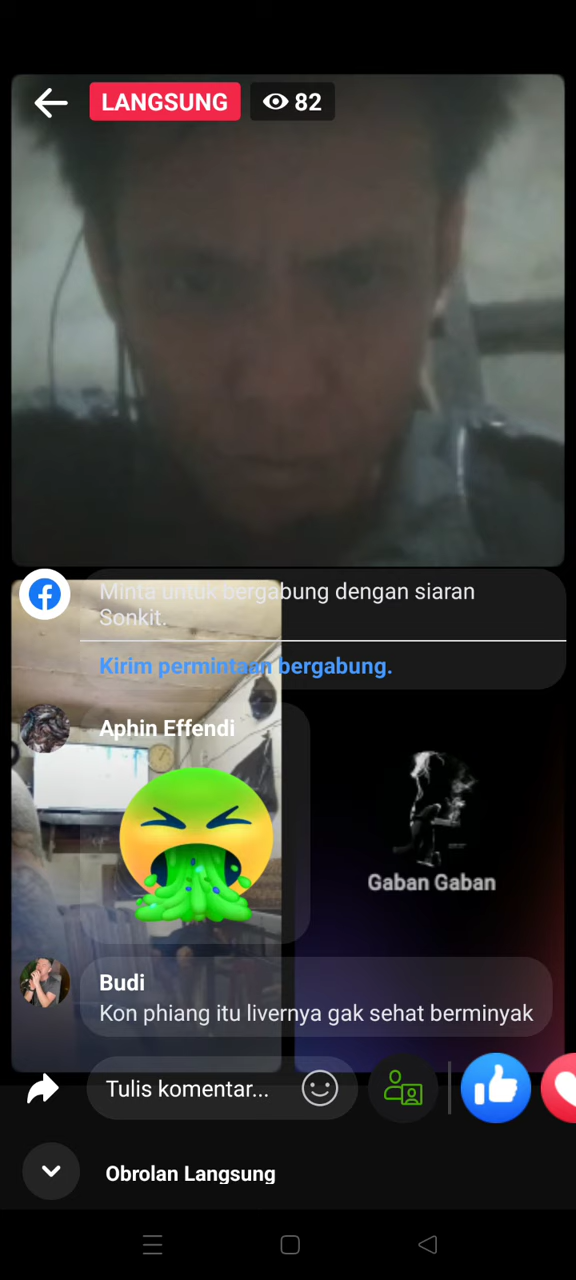 LANGSUNG
82
Minta untuk bergabung dengan siaran
Sonkit.
Kirim permintaan bergabung.
Aphin Effendi
Gaban Gaban
Budi
Kon phiang itu livernya gak sehat berminyak
Tulis komentar...
Obrolan Langsung